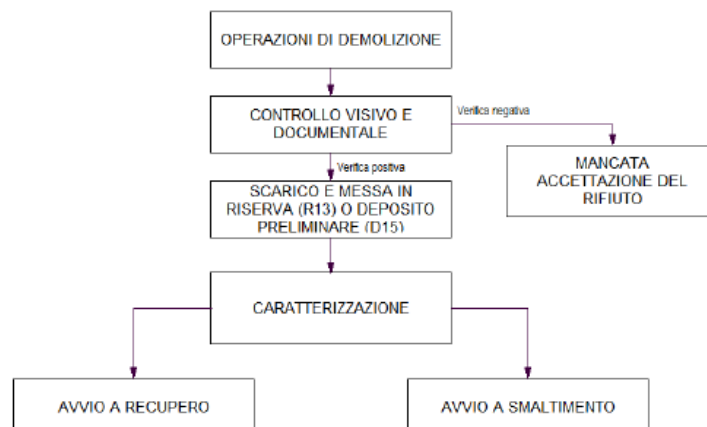 OPERAZIONI DI DEMOLIZIONE
CONTROLLO VISIVO E
DOCUMENTALE
Verifica negativa
Verifica positiva
MANCATA
ACCETTAZIONE DEL
RIFIUTO
SCARICO E MESSA IN
RISERVA (R13) O DEPOSITO
PRELIMINARE (D15)
CARATTERIZZAZIONE
AVVIO A RECUPERO
AVVIO A SMALTIMENTO